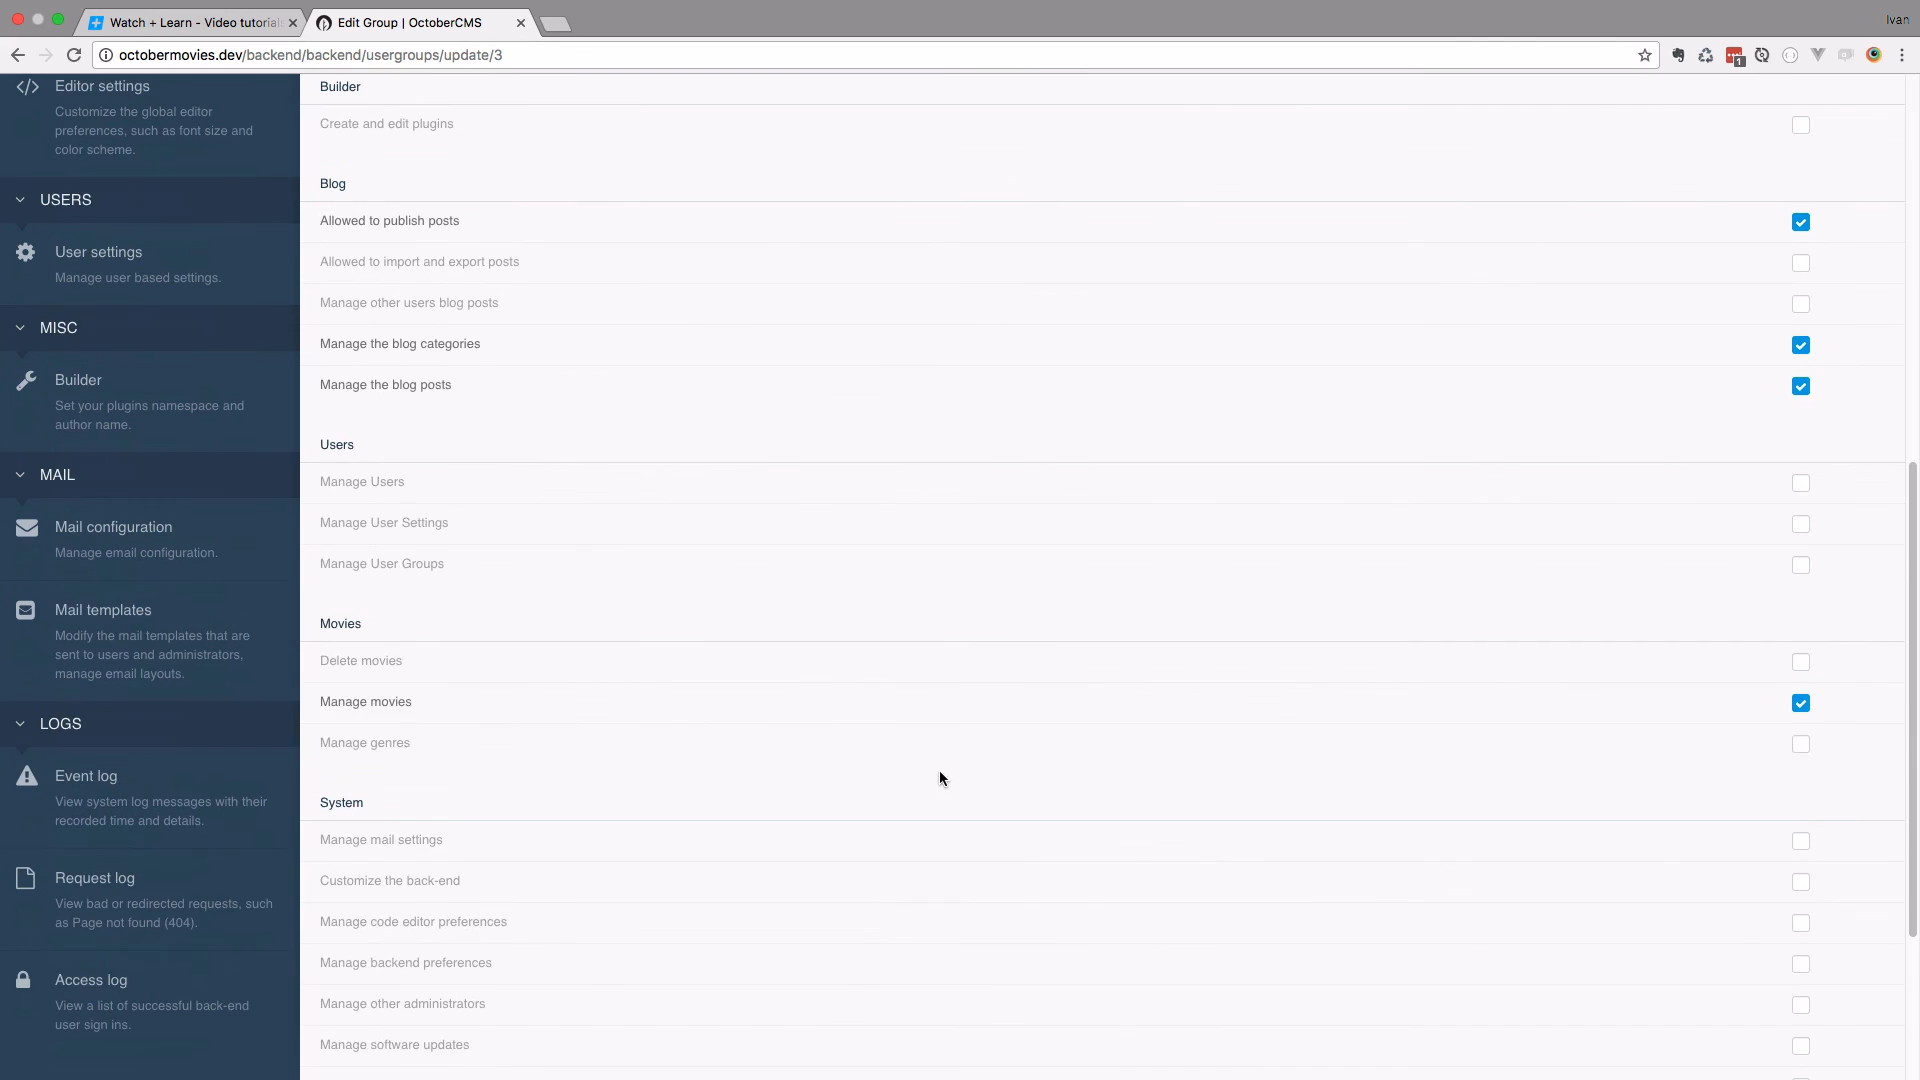 Watch + Learn - Video tutorial
Edit Group | OctoberCMS
Ivan
octobermovies.dev/backend/backend/usergroups/update/3
1
Editor settings
Customize the global editor
preferences, such as font size and
color scheme.
USERS
User settings
Manage user based settings.
MISC
Builder
Set your plugins namespace and
author name.
MAIL
Mail configuration
Manage email configuration.
Mail templates
Modify the mail templates that are
sent to users and administrators,
manage email layouts.
LOGS
Event log
View system log messages with their
recorded time and details.
Request log
View bad or redirected requests, such
as Page not found (404).
Access log
View a list of successful back-end
user sign ins.
Builder
Create and edit plugins
Blog
Allowed to publish posts
Allowed to import and export posts
Manage other users blog posts
Manage the blog categories
Manage the blog posts
Users
Manage Users
Manage User Settings
Manage User Groups
Movies
Delete movies
Manage movies
Manage genres
System
Manage mail settings
Customize the back-end
Manage code editor preferences
Manage backend preferences
Manage other administrators
Manage software updates